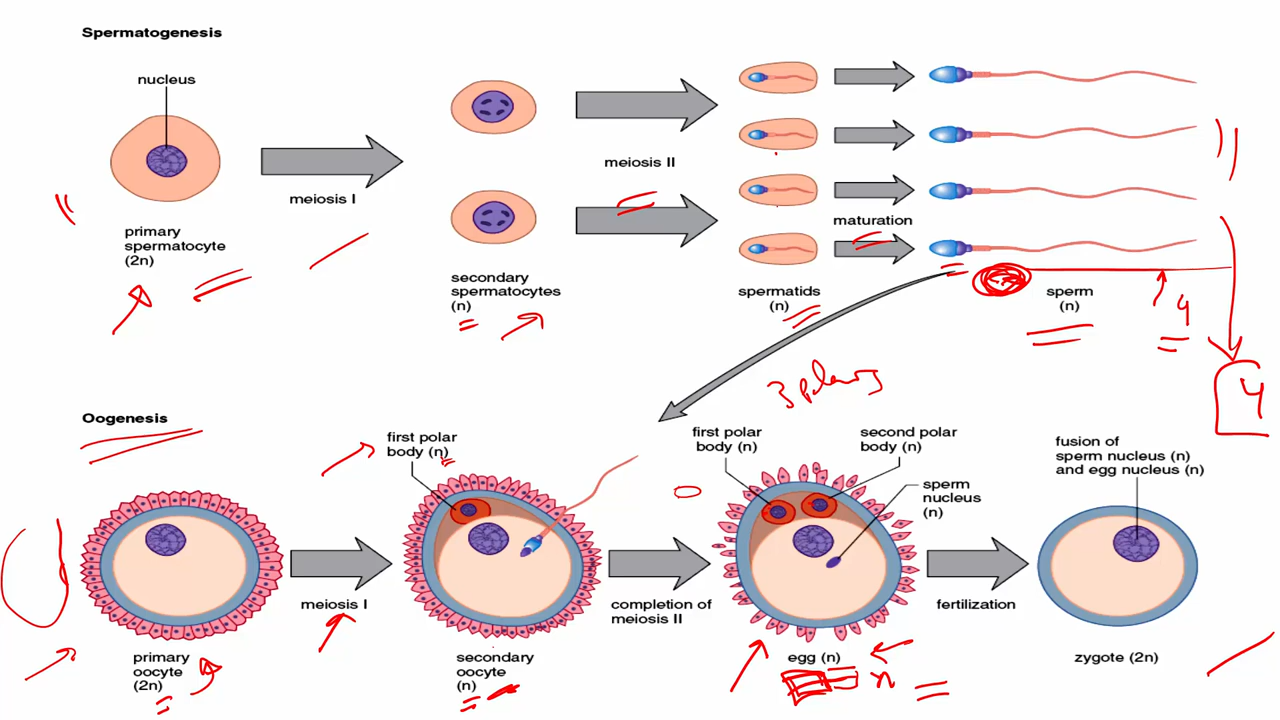 Spermatogenesis
nucleus
primary
spermatocyte
(2n)
meiosis I
secondary
spermatocytes
(n)
meiosis II
spermatids
(n)
maturation
sperm
(n)
4
4
3 polars
Oogenesis
primary
oocyte
(2n)
meiosis I
first polar
body (n)
secondary
oocyte
(n)
completion of
meiosis II
first polar
body (n)
second polar
body (n)
sperm
nucleus
(n)
egg (n)
n
fertilization
fusion of
sperm nucleus (n)
and egg nucleus (n)
zygote (2n)